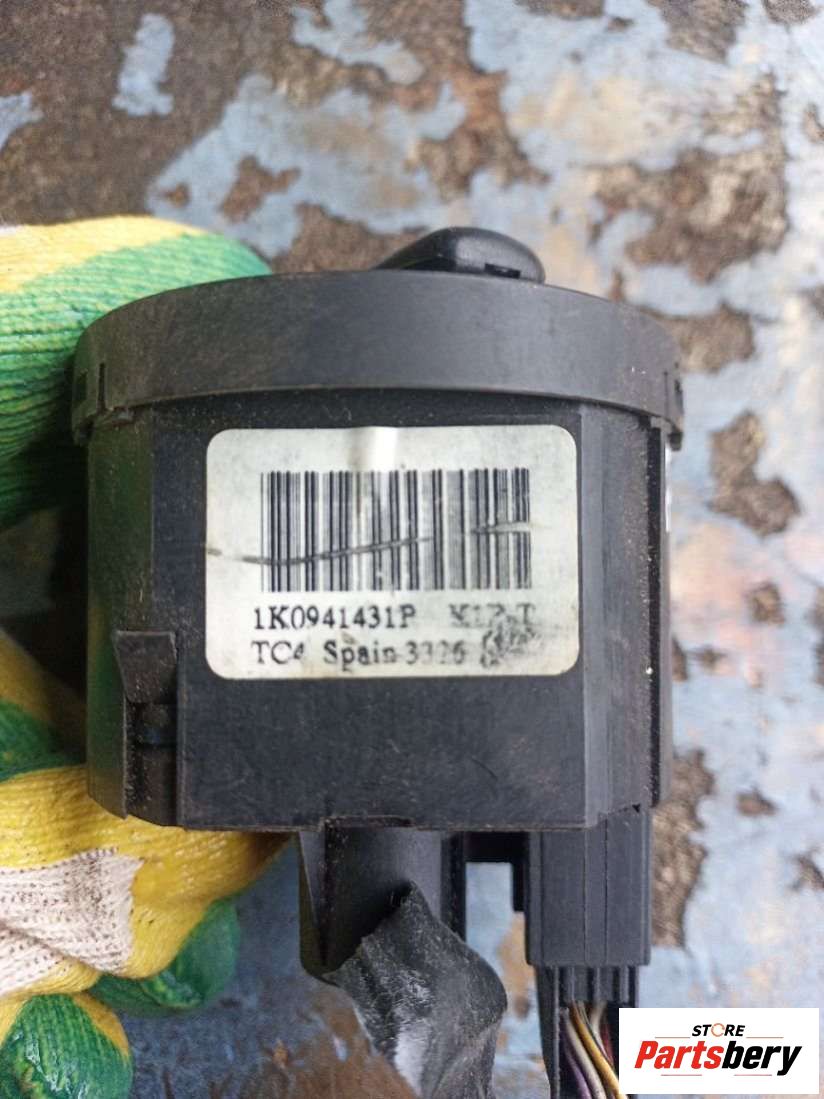 1K0941431P
TC4 Spain 3326
STORE
Partsbery